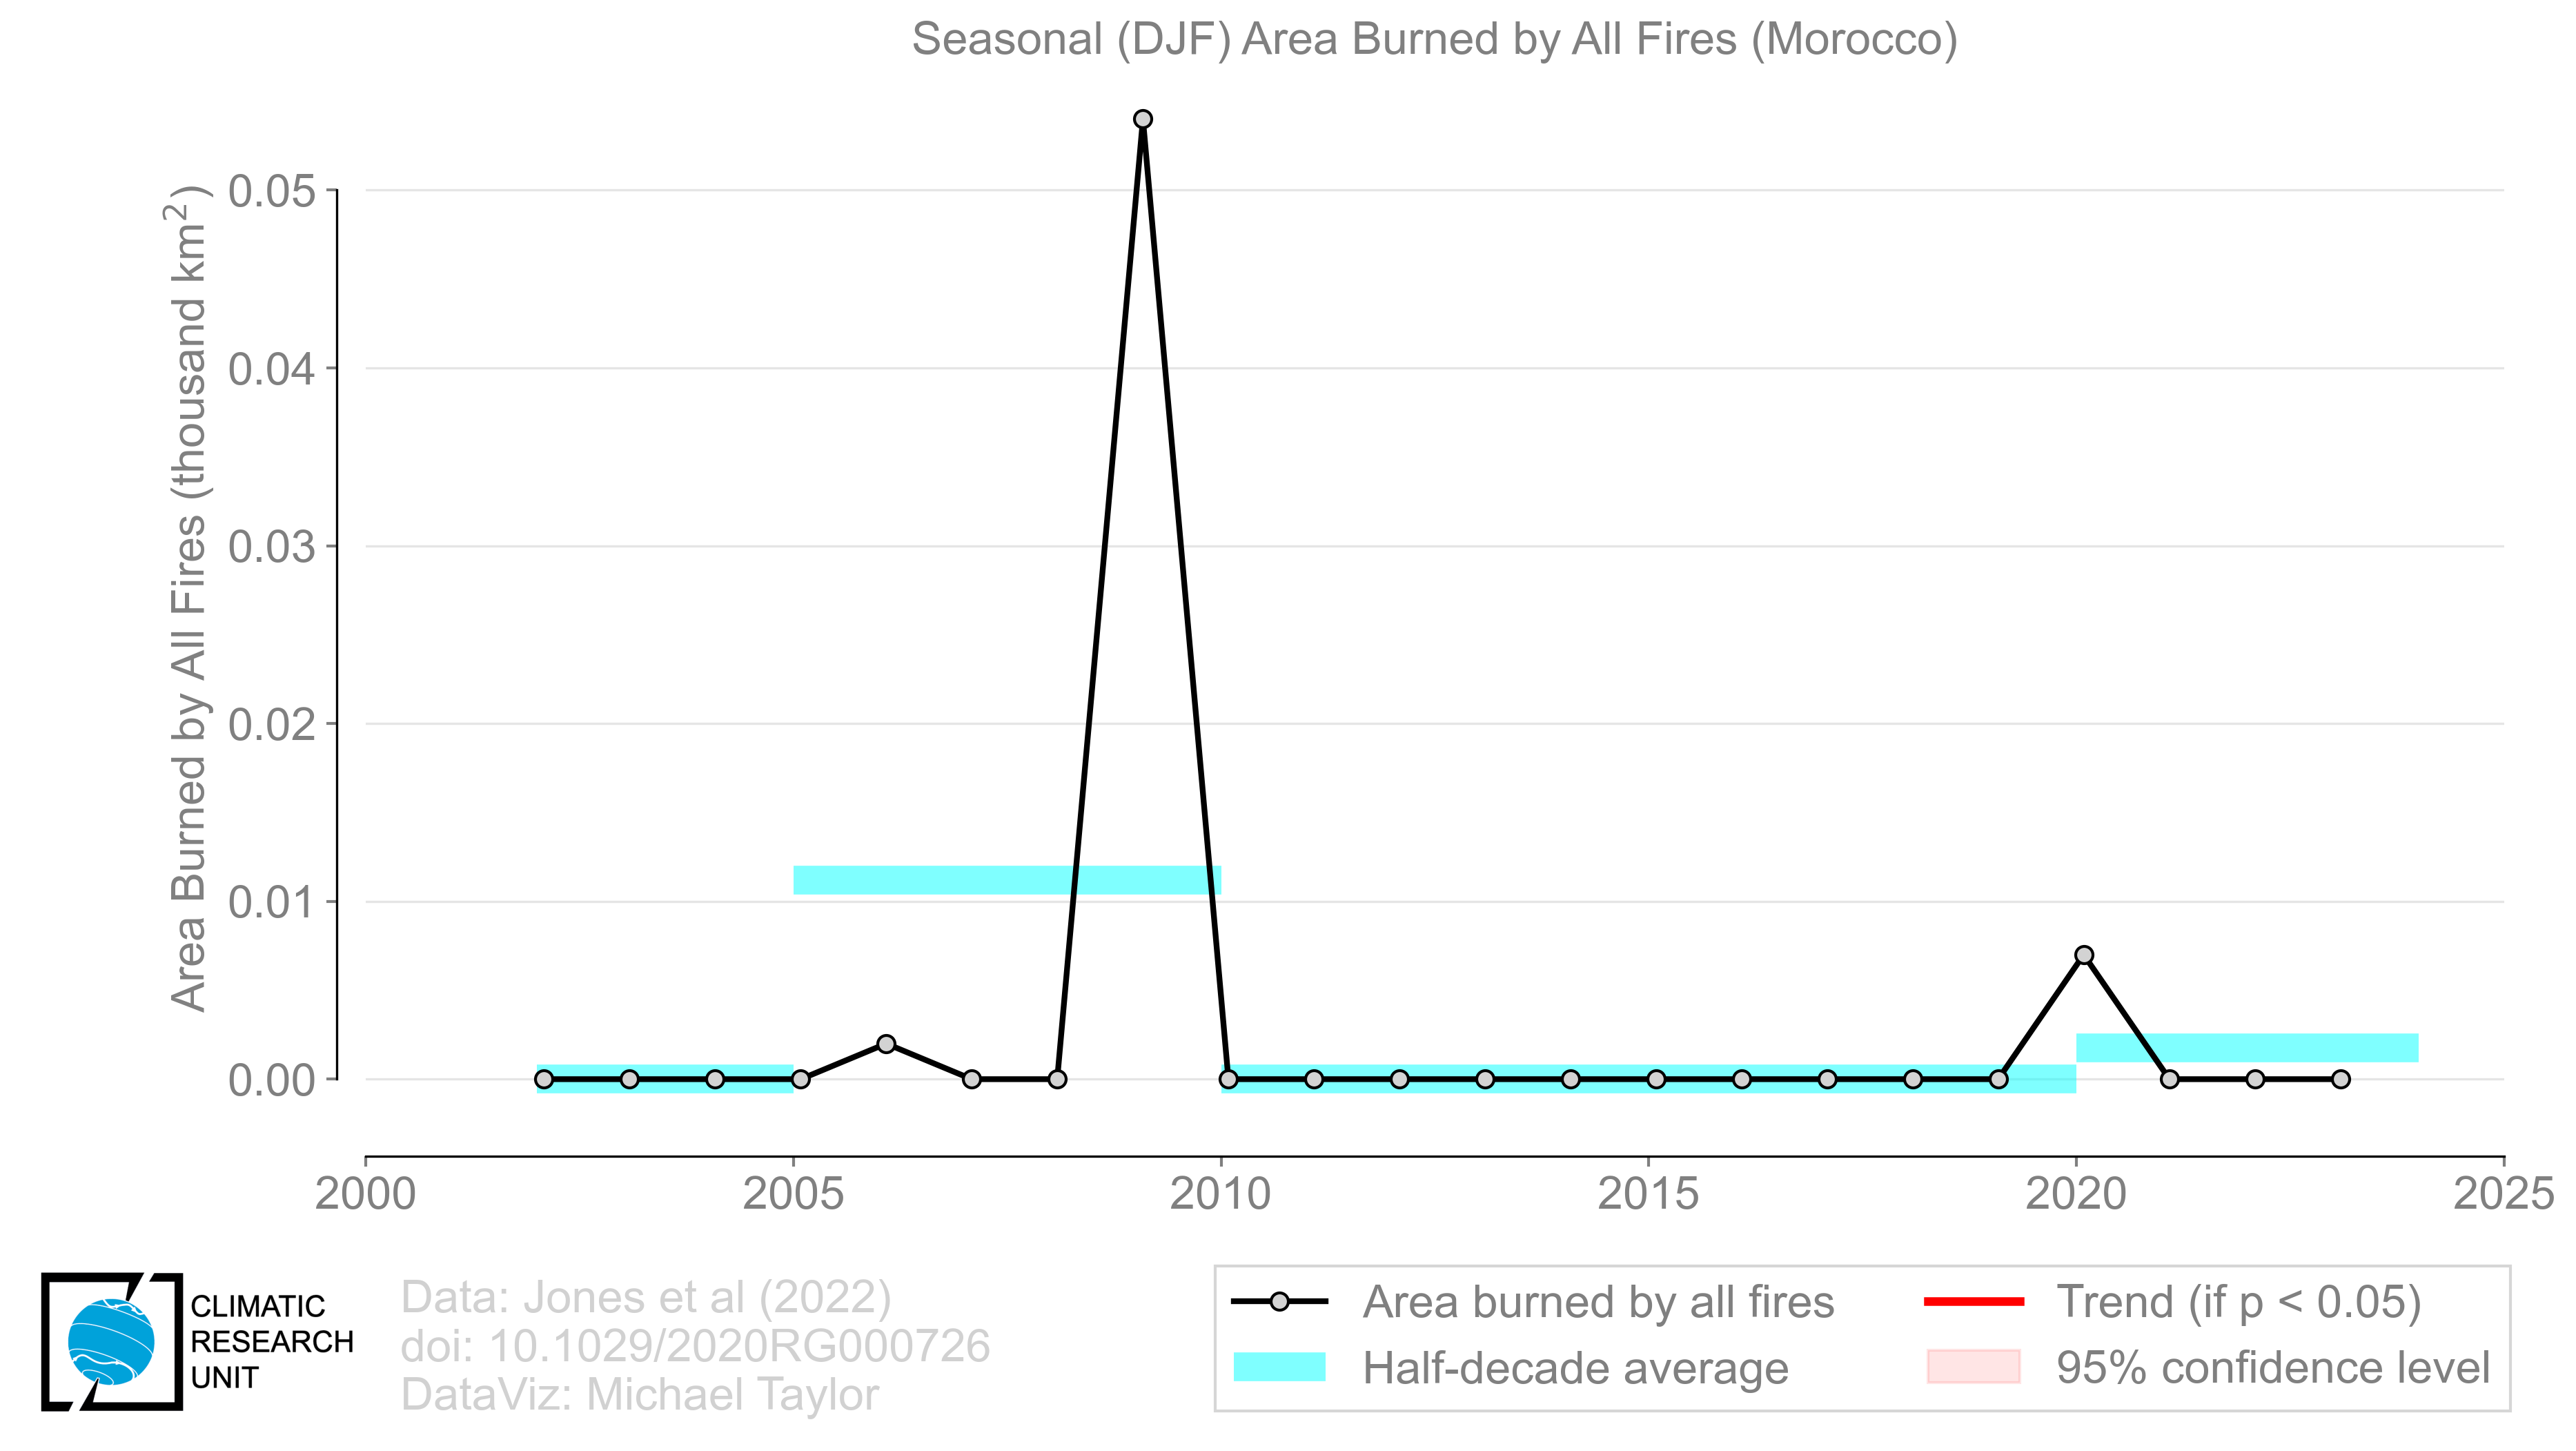 Seasonal (DJF) Area Burned by All Fires (Morocco)
Area Burned by All Fires (thousand km²)
0.05
0.04
0.03
0.02
0.01
0.00
2000
2005
2010
2015
2020
2025
CLIMATIC
RESEARCH
UNIT
Data: Jones et al (2022)
doi: 10.1029/2020RG000726
DataViz: Michael Taylor
Area burned by all fires
Half-decade average
Trend (if p < 0.05)
95% confidence level